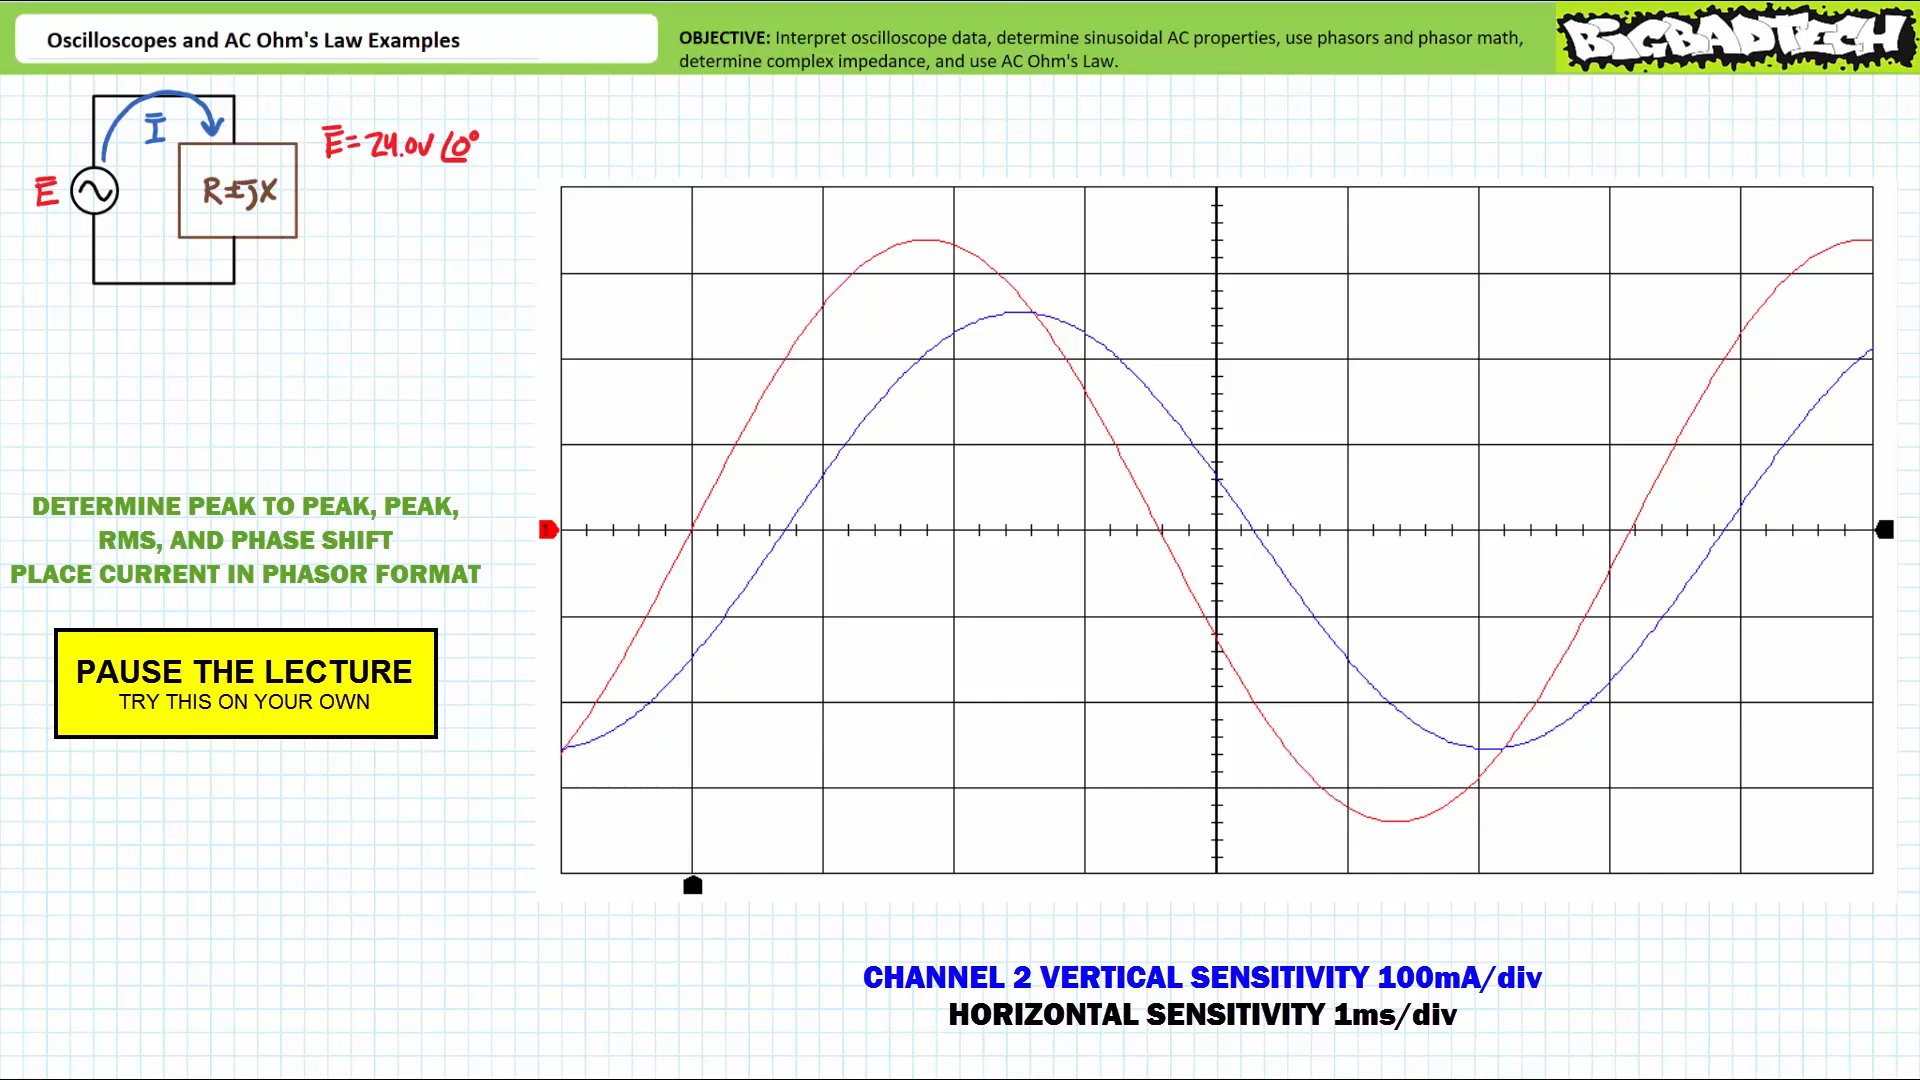 Oscilloscopes and AC Ohm's Law Examples
OBJECTIVE: Interpret oscilloscope data, determine sinusoidal AC properties, use phasors and phasor math,
determine complex impedance, and use AC Ohm's Law.
BIGBADTECH
I
E
R±jX
E = 24.0V ∠0°
DETERMINE PEAK TO PEAK, PEAK,
RMS, AND PHASE SHIFT
PLACE CURRENT IN PHASOR FORMAT
PAUSE THE LECTURE
TRY THIS ON YOUR OWN
1
CHANNEL 2 VERTICAL SENSITIVITY 100mA/div
HORIZONTAL SENSITIVITY 1ms/div